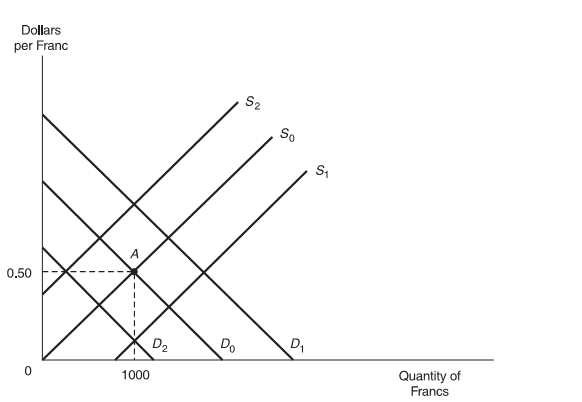 Dollars
per Franc
S2
S0
S1
A
0.50
D2
D0
D1
0
1000
Quantity of
Francs